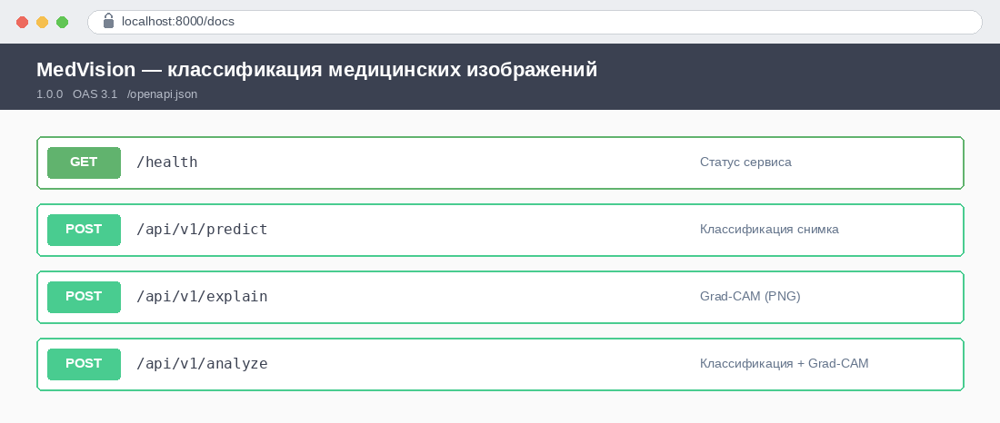 localhost:8000/docs
MedVision — классификация медицинских изображений
1.0.0 OAS 3.1 /openapi.json
GET /health Статус сервиса
POST /api/v1/predict Классификация снимка
POST /api/v1/explain Grad-CAM (PNG)
POST /api/v1/analyze Классификация + Grad-CAM